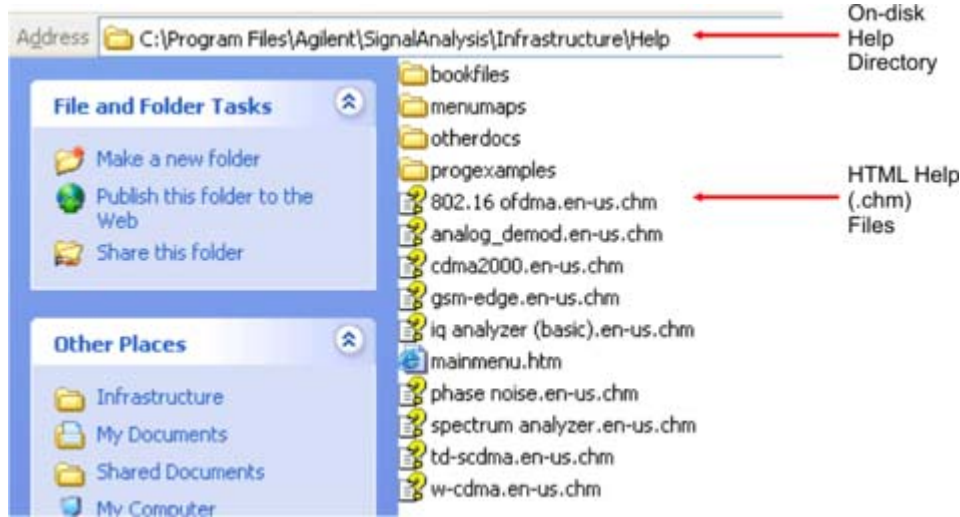 Address C:\Program Files\Agilent\SignalAnalysis\Infrastructure\Help
On-disk
Help
Directory
File and Folder Tasks
Make a new folder
Publish this folder to the
Web
Share this folder
Other Places
Infrastructure
My Documents
Shared Documents
My Computer
bookfiles
menumaps
otherdocs
progexamples
802.16 ofdma.en-us.chm
analog_demod.en-us.chm
cdma2000.en-us.chm
gsm-edge.en-us.chm
iq analyzer (basic).en-us.chm
mainmenu.htm
phase noise.en-us.chm
spectrum analyzer.en-us.chm
td-scdma.en-us.chm
w-cdma.en-us.chm
HTML Help
(.chm)
Files